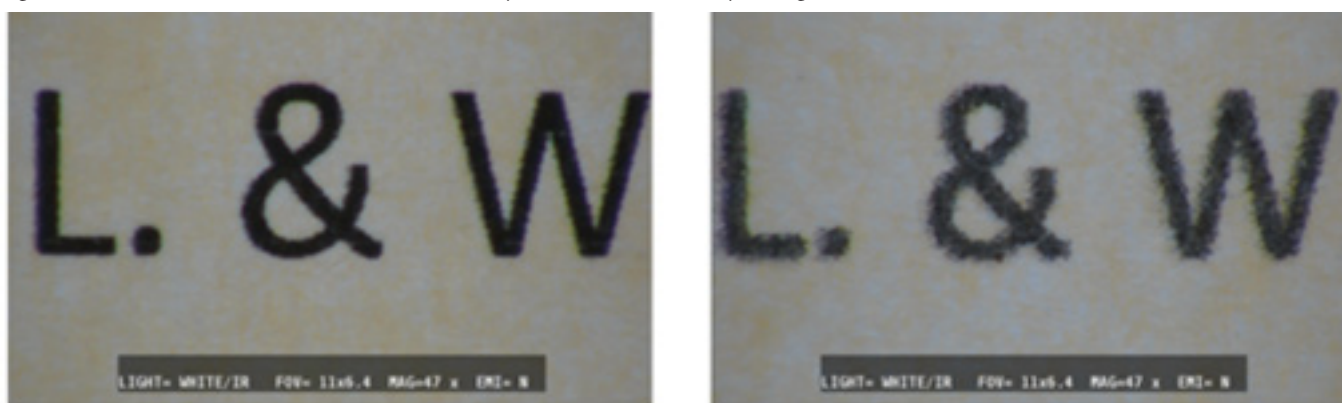 L. & W
L. & W
LIGHT= WHITE/IR FOV= 11x6.4 MAG=47 x EMI= N
LIGHT= WHITE/IR FOV= 11x6.4 MAG=47 x EMI= N